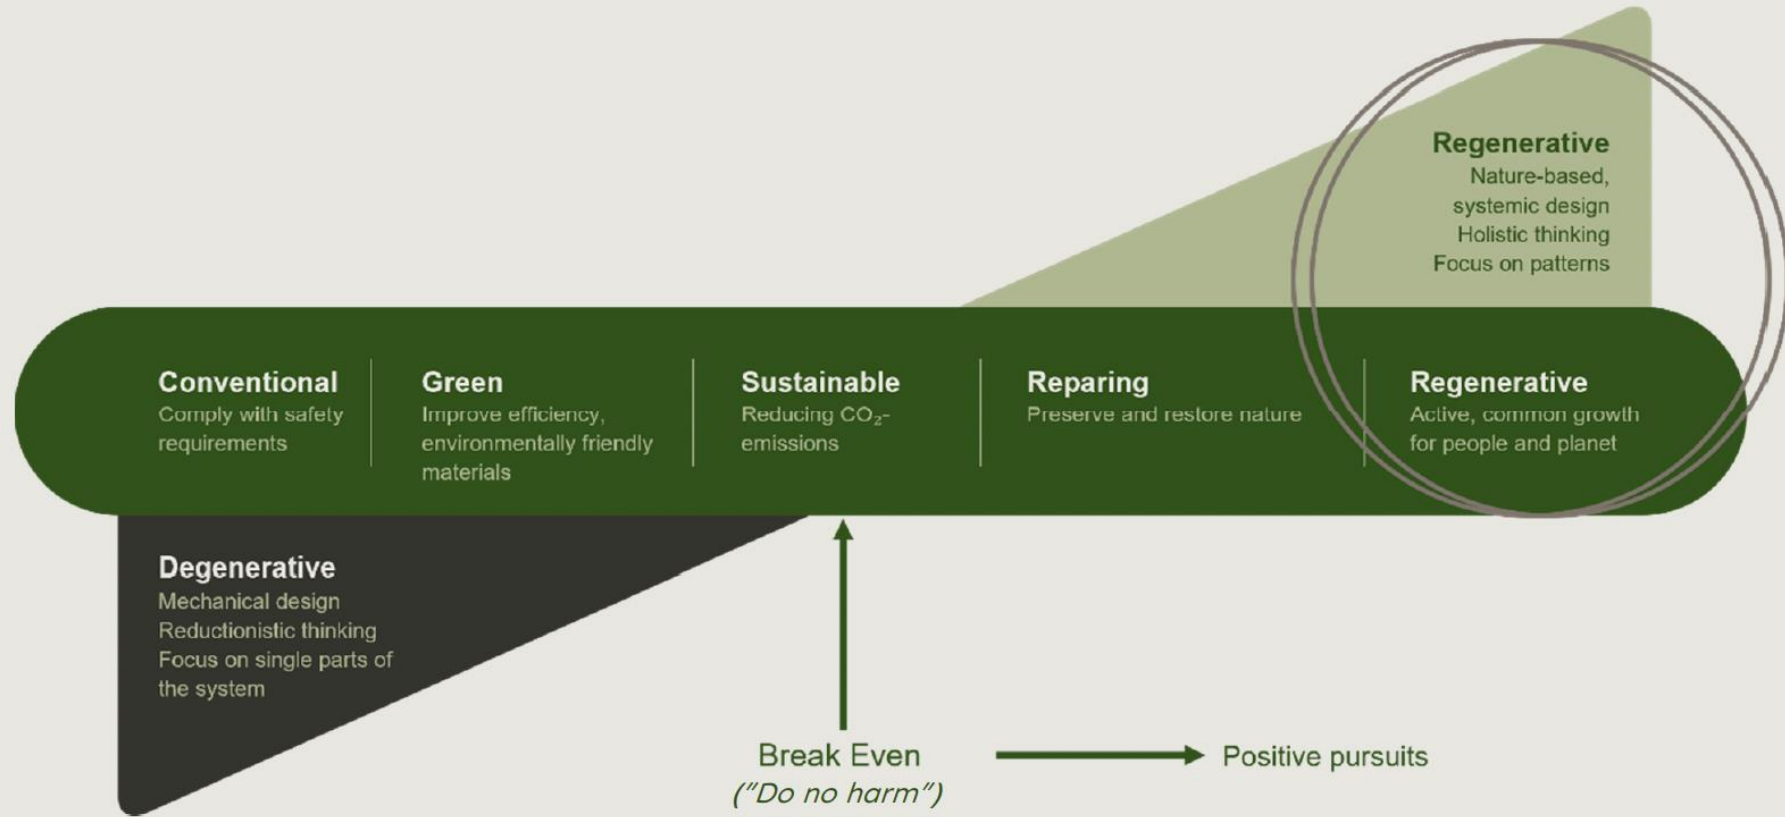 Regenerative
Nature-based,
systemic design
Holistic thinking
Focus on patterns
Conventional
Comply with safety
requirements
Green
Improve efficiency,
environmentally friendly
materials
Sustainable
Reducing CO₂-
emissions
Reparing
Preserve and restore nature
Regenerative
Active, common growth
for people and planet
Degenerative
Mechanical design
Reductionistic thinking
Focus on single parts of
the system
Break Even
("Do no harm")
Positive pursuits